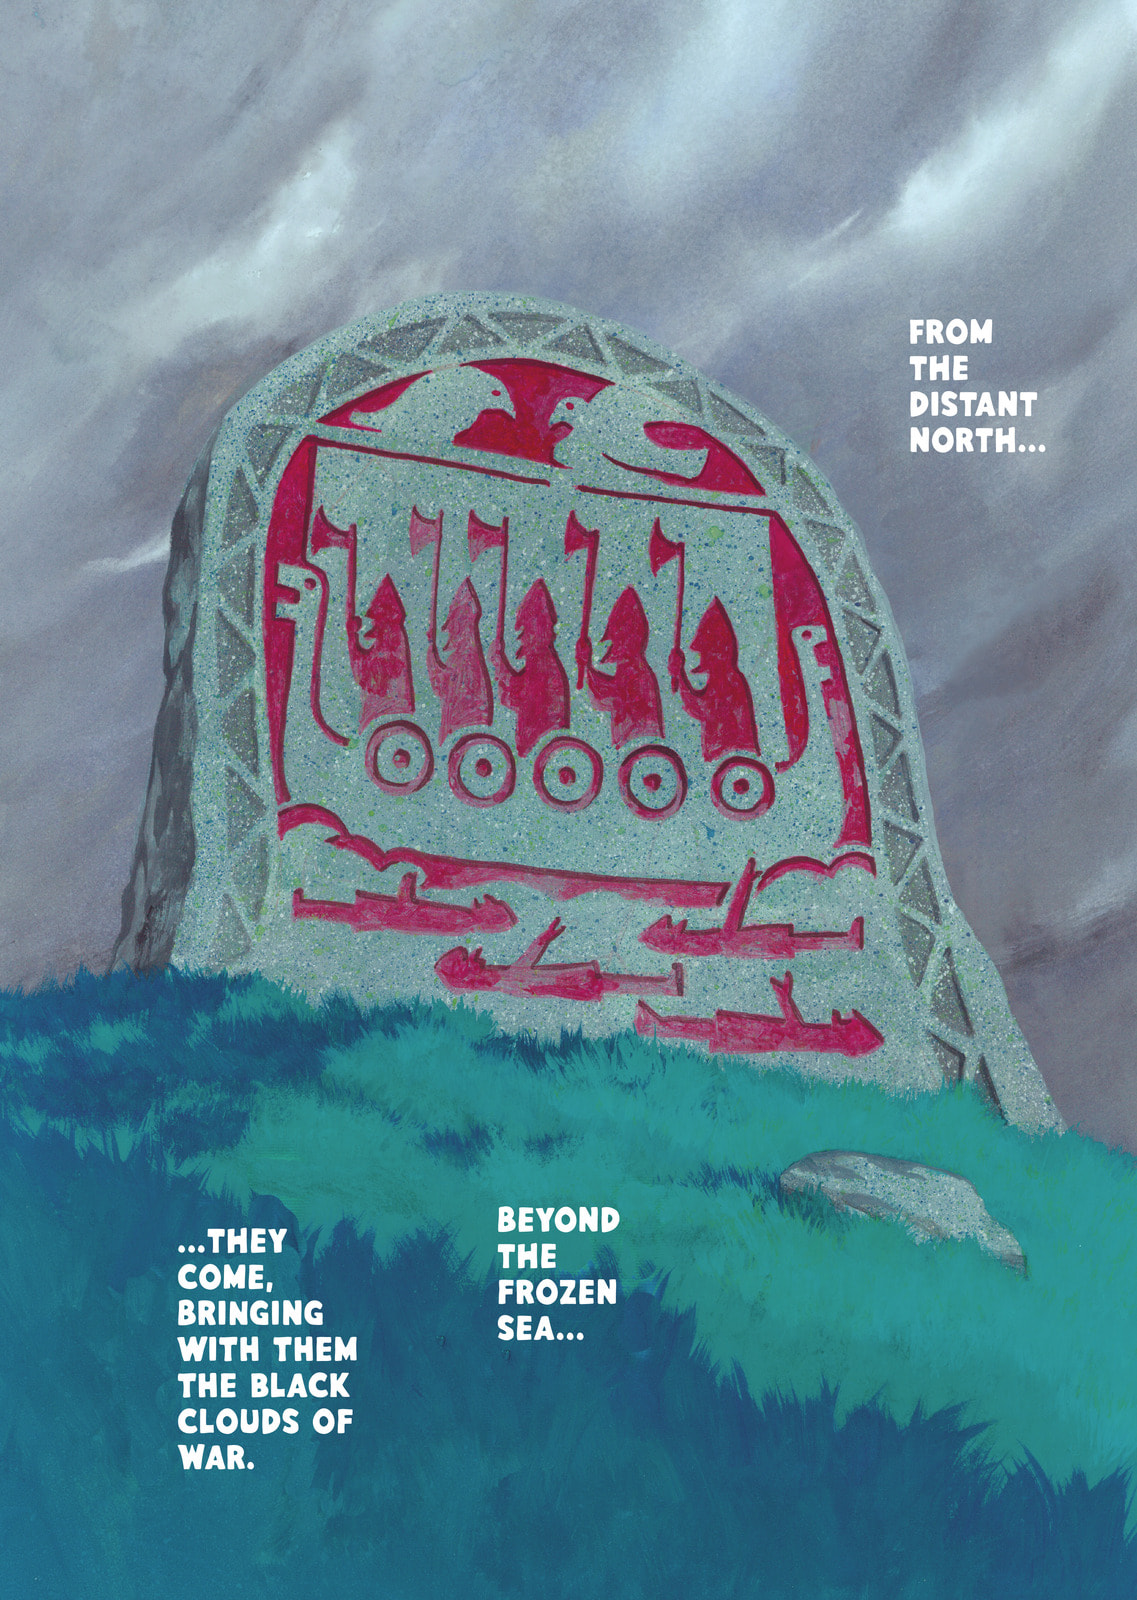 FROM
THE
DISTANT
NORTH...
BEYOND
THE
FROZEN
SEA...
...THEY
COME,
BRINGING
WITH THEM
THE BLACK
CLOUDS OF
WAR.